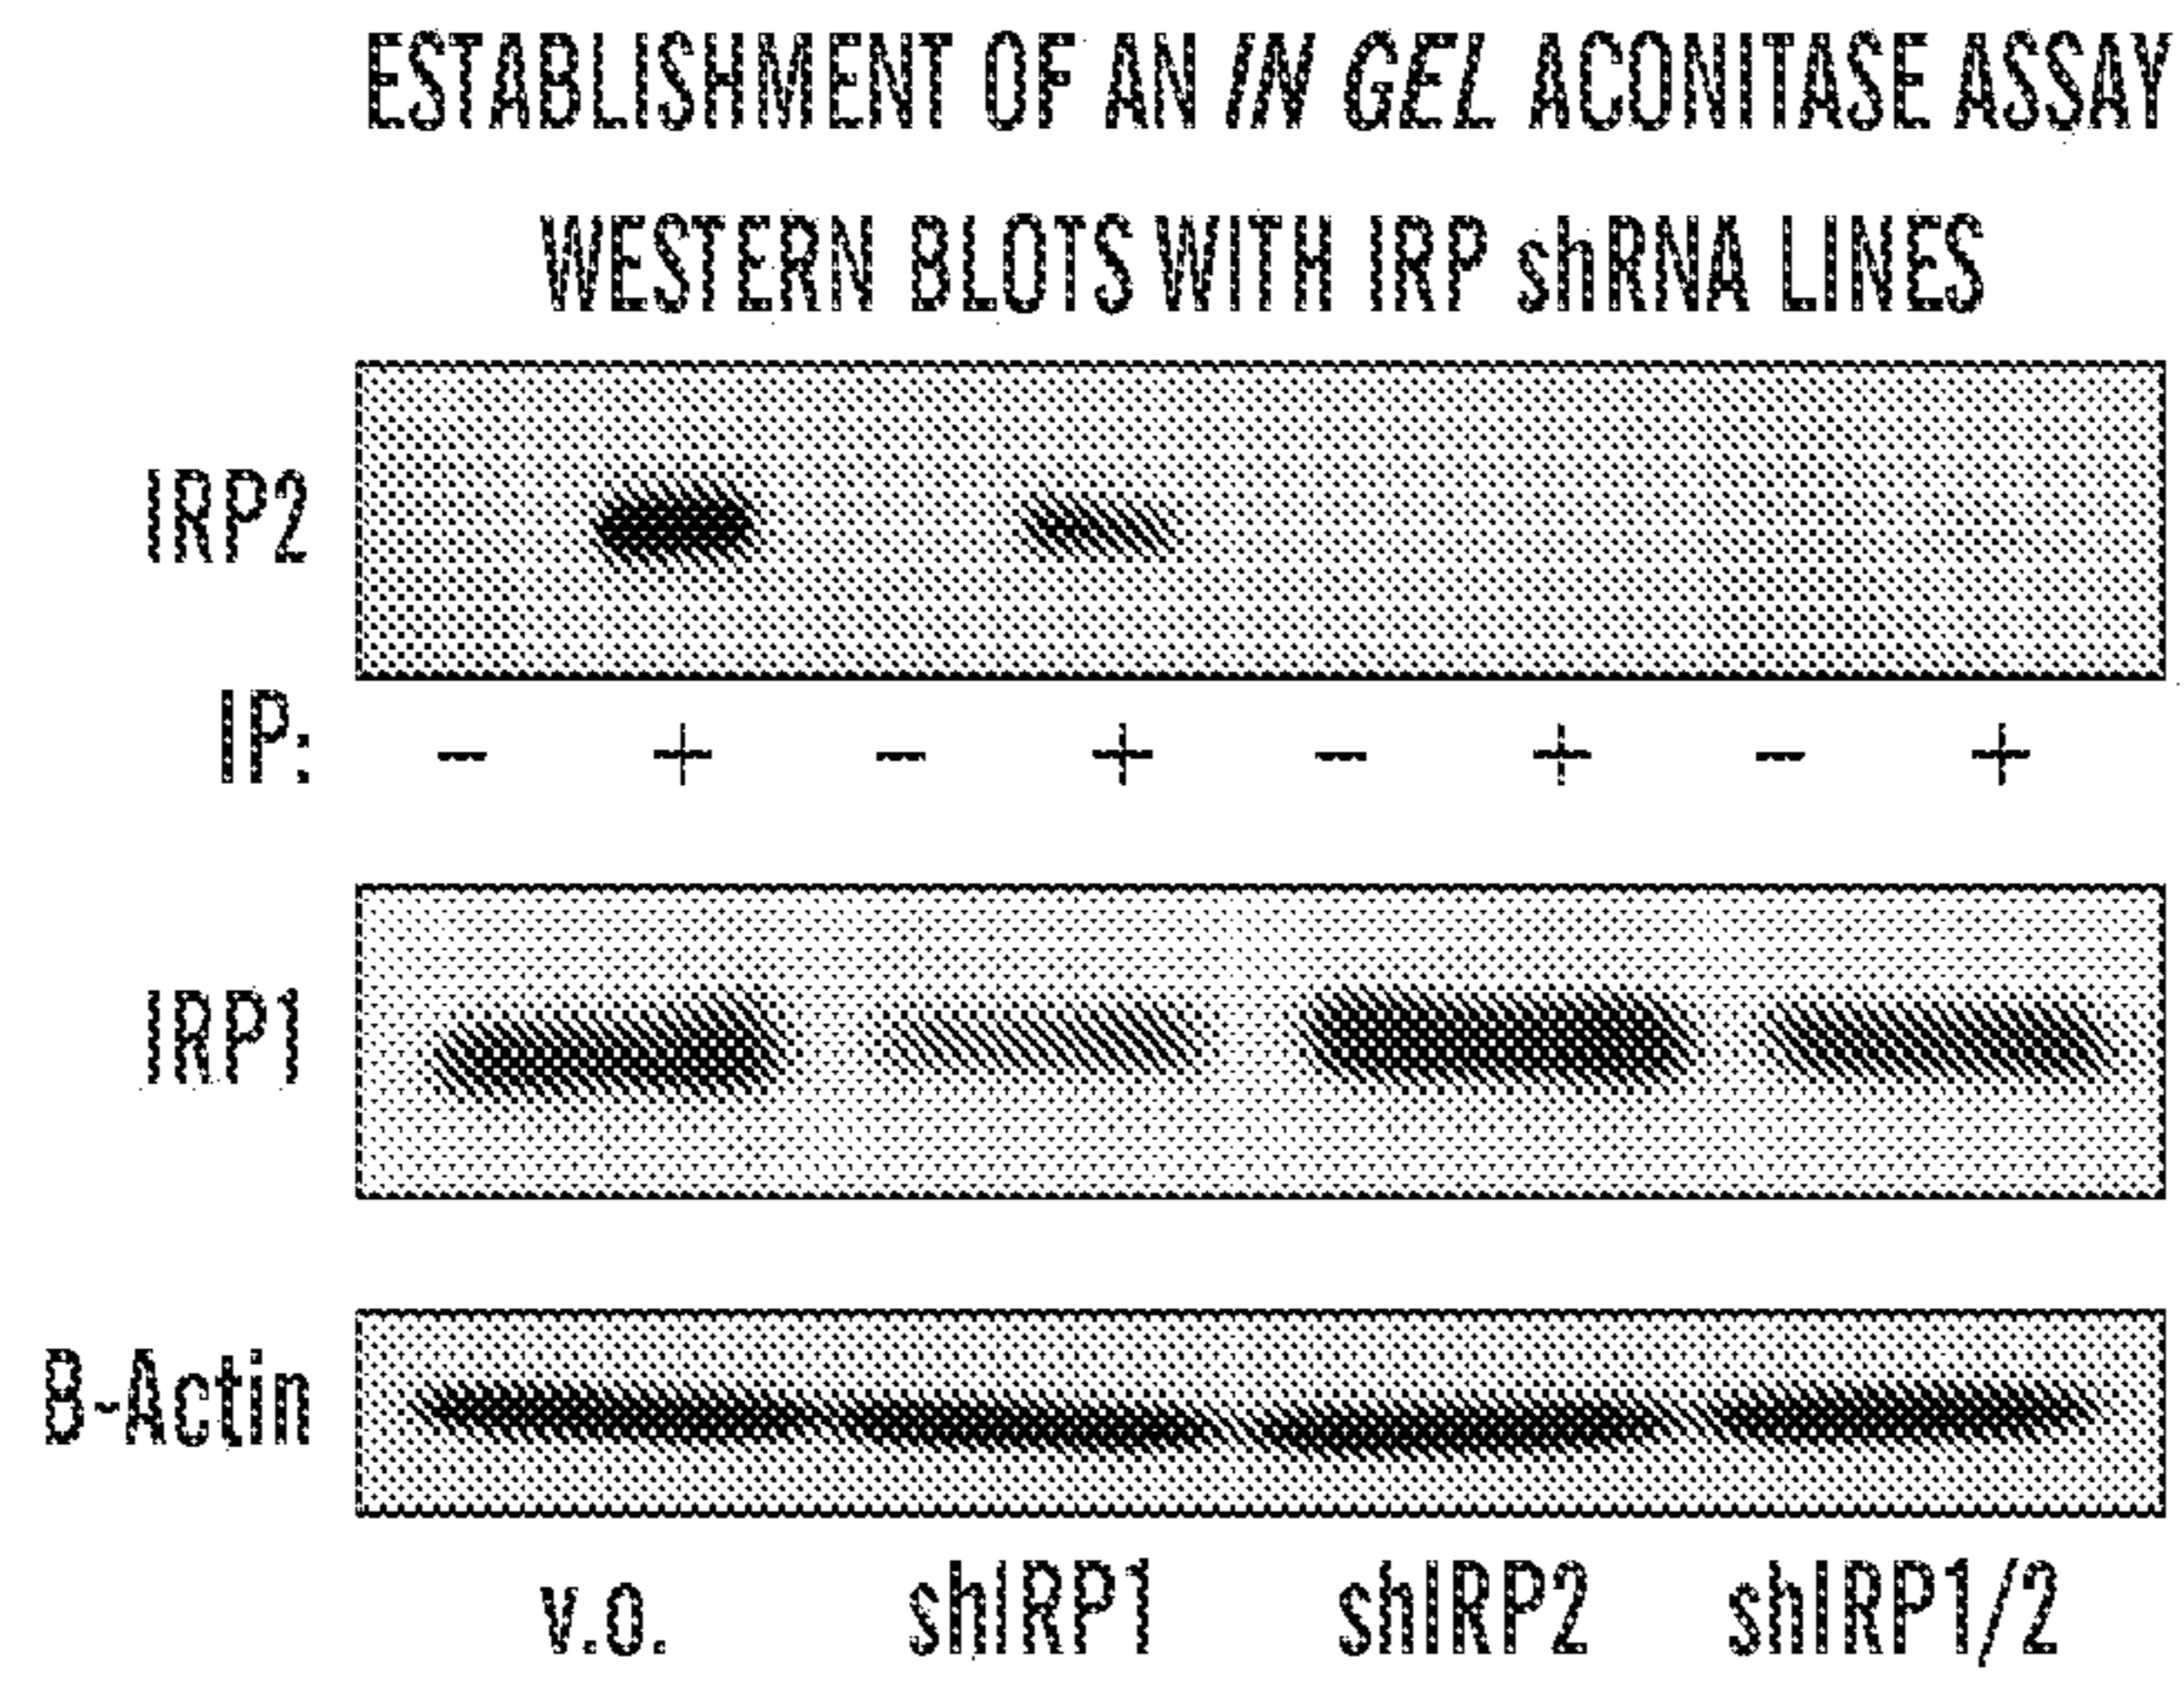 ESTABLISHMENT OF AN IN GEL ACONITASE ASSAY
WESTERN BLOTS WITH IRP shRNA LINES
IRP2
IP: – + – + – + – +
IRP1
B-Actin
v.o. shIRP1 shIRP2 shIRP1/2